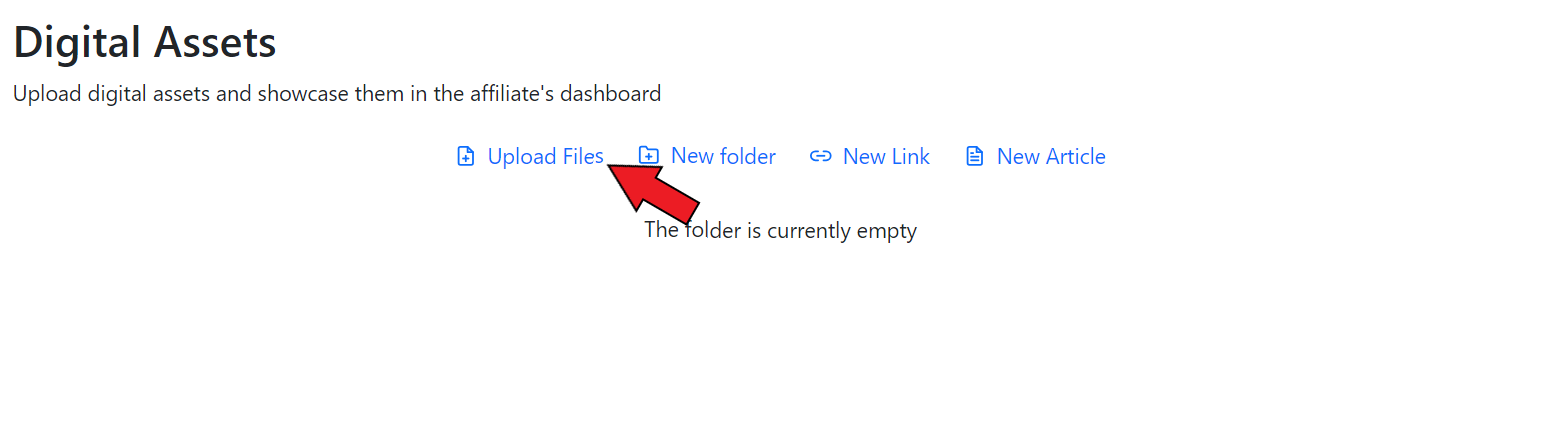 Digital Assets
Upload digital assets and showcase them in the affiliate's dashboard
Upload Files New folder New Link New Article
The folder is currently empty